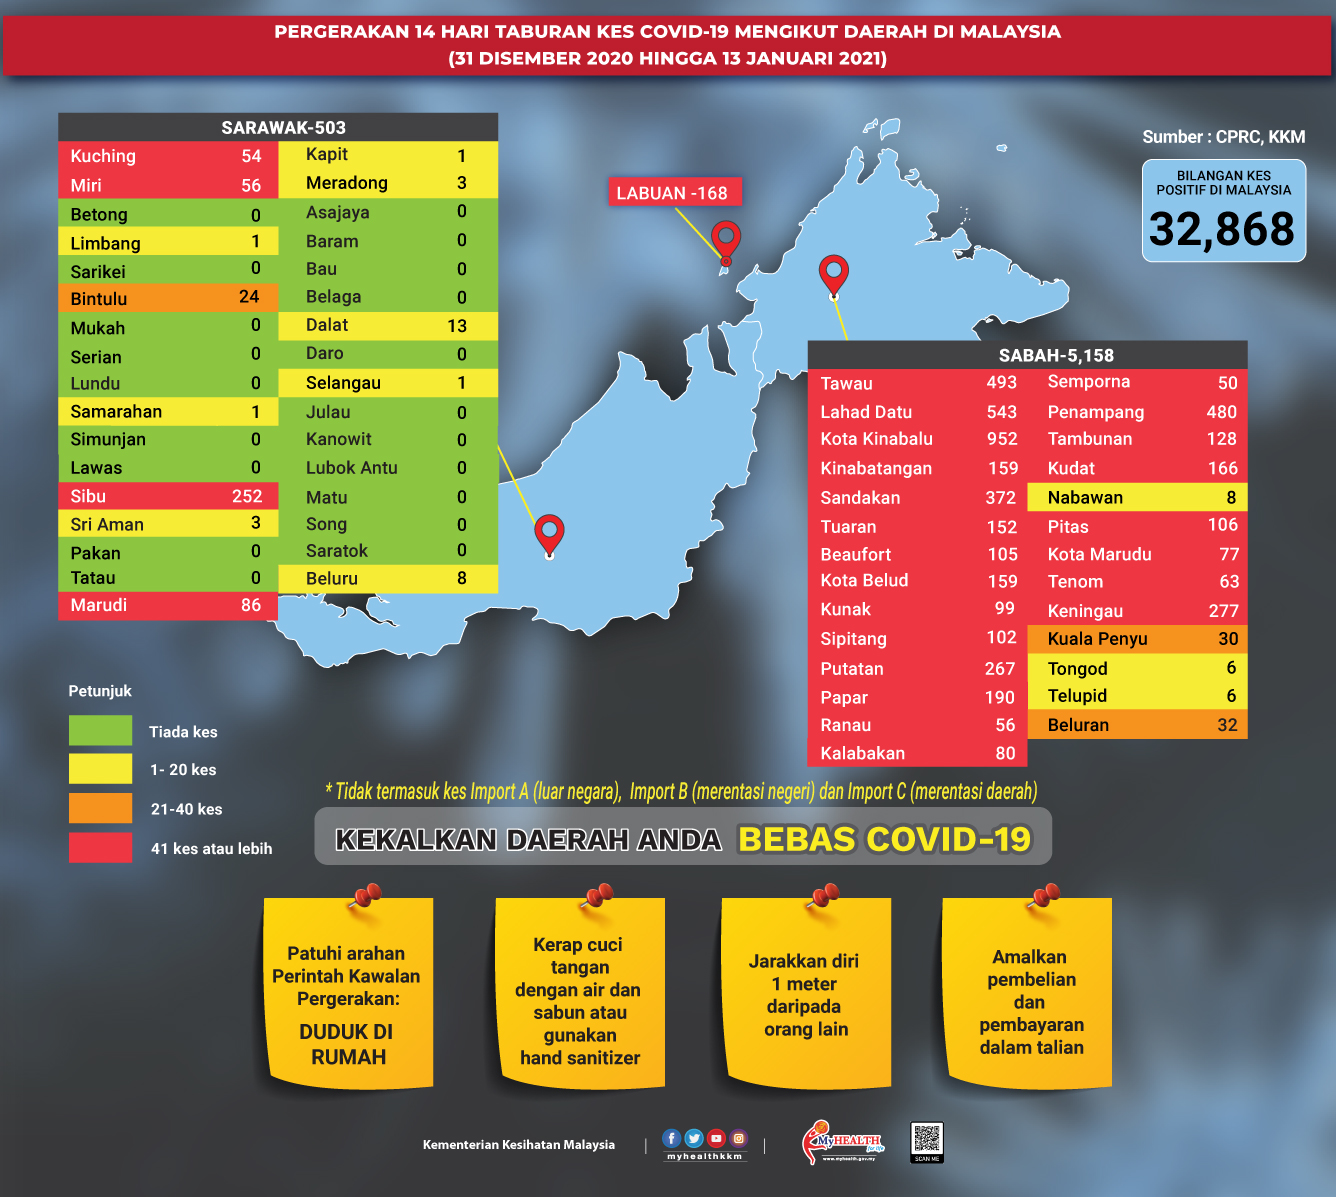 PERGERAKAN 14 HARI TABURAN KES COVID-19 MENGIKUT DAERAH DI MALAYSIA
(31 DISEMBER 2020 HINGGA 13 JANUARI 2021)
SARAWAK-503
Kuching 54
Miri 56
Betong 0
Limbang 1
Sarikei 0
Bintulu 24
Mukah 0
Serian 0
Lundu 0
Samarahan 1
Simunjan 0
Lawas 0
Sibu 252
Sri Aman 3
Pakan 0
Tatau 0
Marudi 86
Kapit 1
Meradong 3
Asajaya 0
Baram 0
Bau 0
Belaga 0
Dalat 13
Daro 0
Selangau 1
Julau 0
Kanowit 0
Lubok Antu 0
Matu 0
Song 0
Saratok 0
Beluru 8
LABUAN -168
Sumber : CPRC, KKM
BILANGAN KES
POSITIF DI MALAYSIA
32,868
SABAH-5,158
Tawau 493
Lahad Datu 543
Kota Kinabalu 952
Kinabatangan 159
Sandakan 372
Tuaran 152
Beaufort 105
Kota Belud 159
Kunak 99
Sipitang 102
Putatan 267
Papar 190
Ranau 56
Kalabakan 80
Semporna 50
Penampang 480
Tambunan 128
Kudat 166
Nabawan 8
Pitas 106
Kota Marudu 77
Tenom 63
Keningau 277
Kuala Penyu 30
Tongod 6
Telupid 6
Beluran 32
Petunjuk
Tiada kes
1- 20 kes
21-40 kes
41 kes atau lebih
* Tidak termasuk kes Import A (luar negara), Import B (merentasi negeri) dan Import C (merentasi daerah)
KEKALKAN DAERAH ANDA BEBAS COVID-19
Patuhi arahan
Perintah Kawalan
Pergerakan:
DUDUK DI
RUMAH
Kerap cuci
tangan
dengan air dan
sabun atau
gunakan
hand sanitizer
Jarakkan diri
1 meter
daripada
orang lain
Amalkan
pembelian
dan
pembayaran
dalam talian
Kementerian Kesihatan Malaysia
myhealthkkm
MyHEALTH
for life
www.myhealth.gov.my
SCAN ME